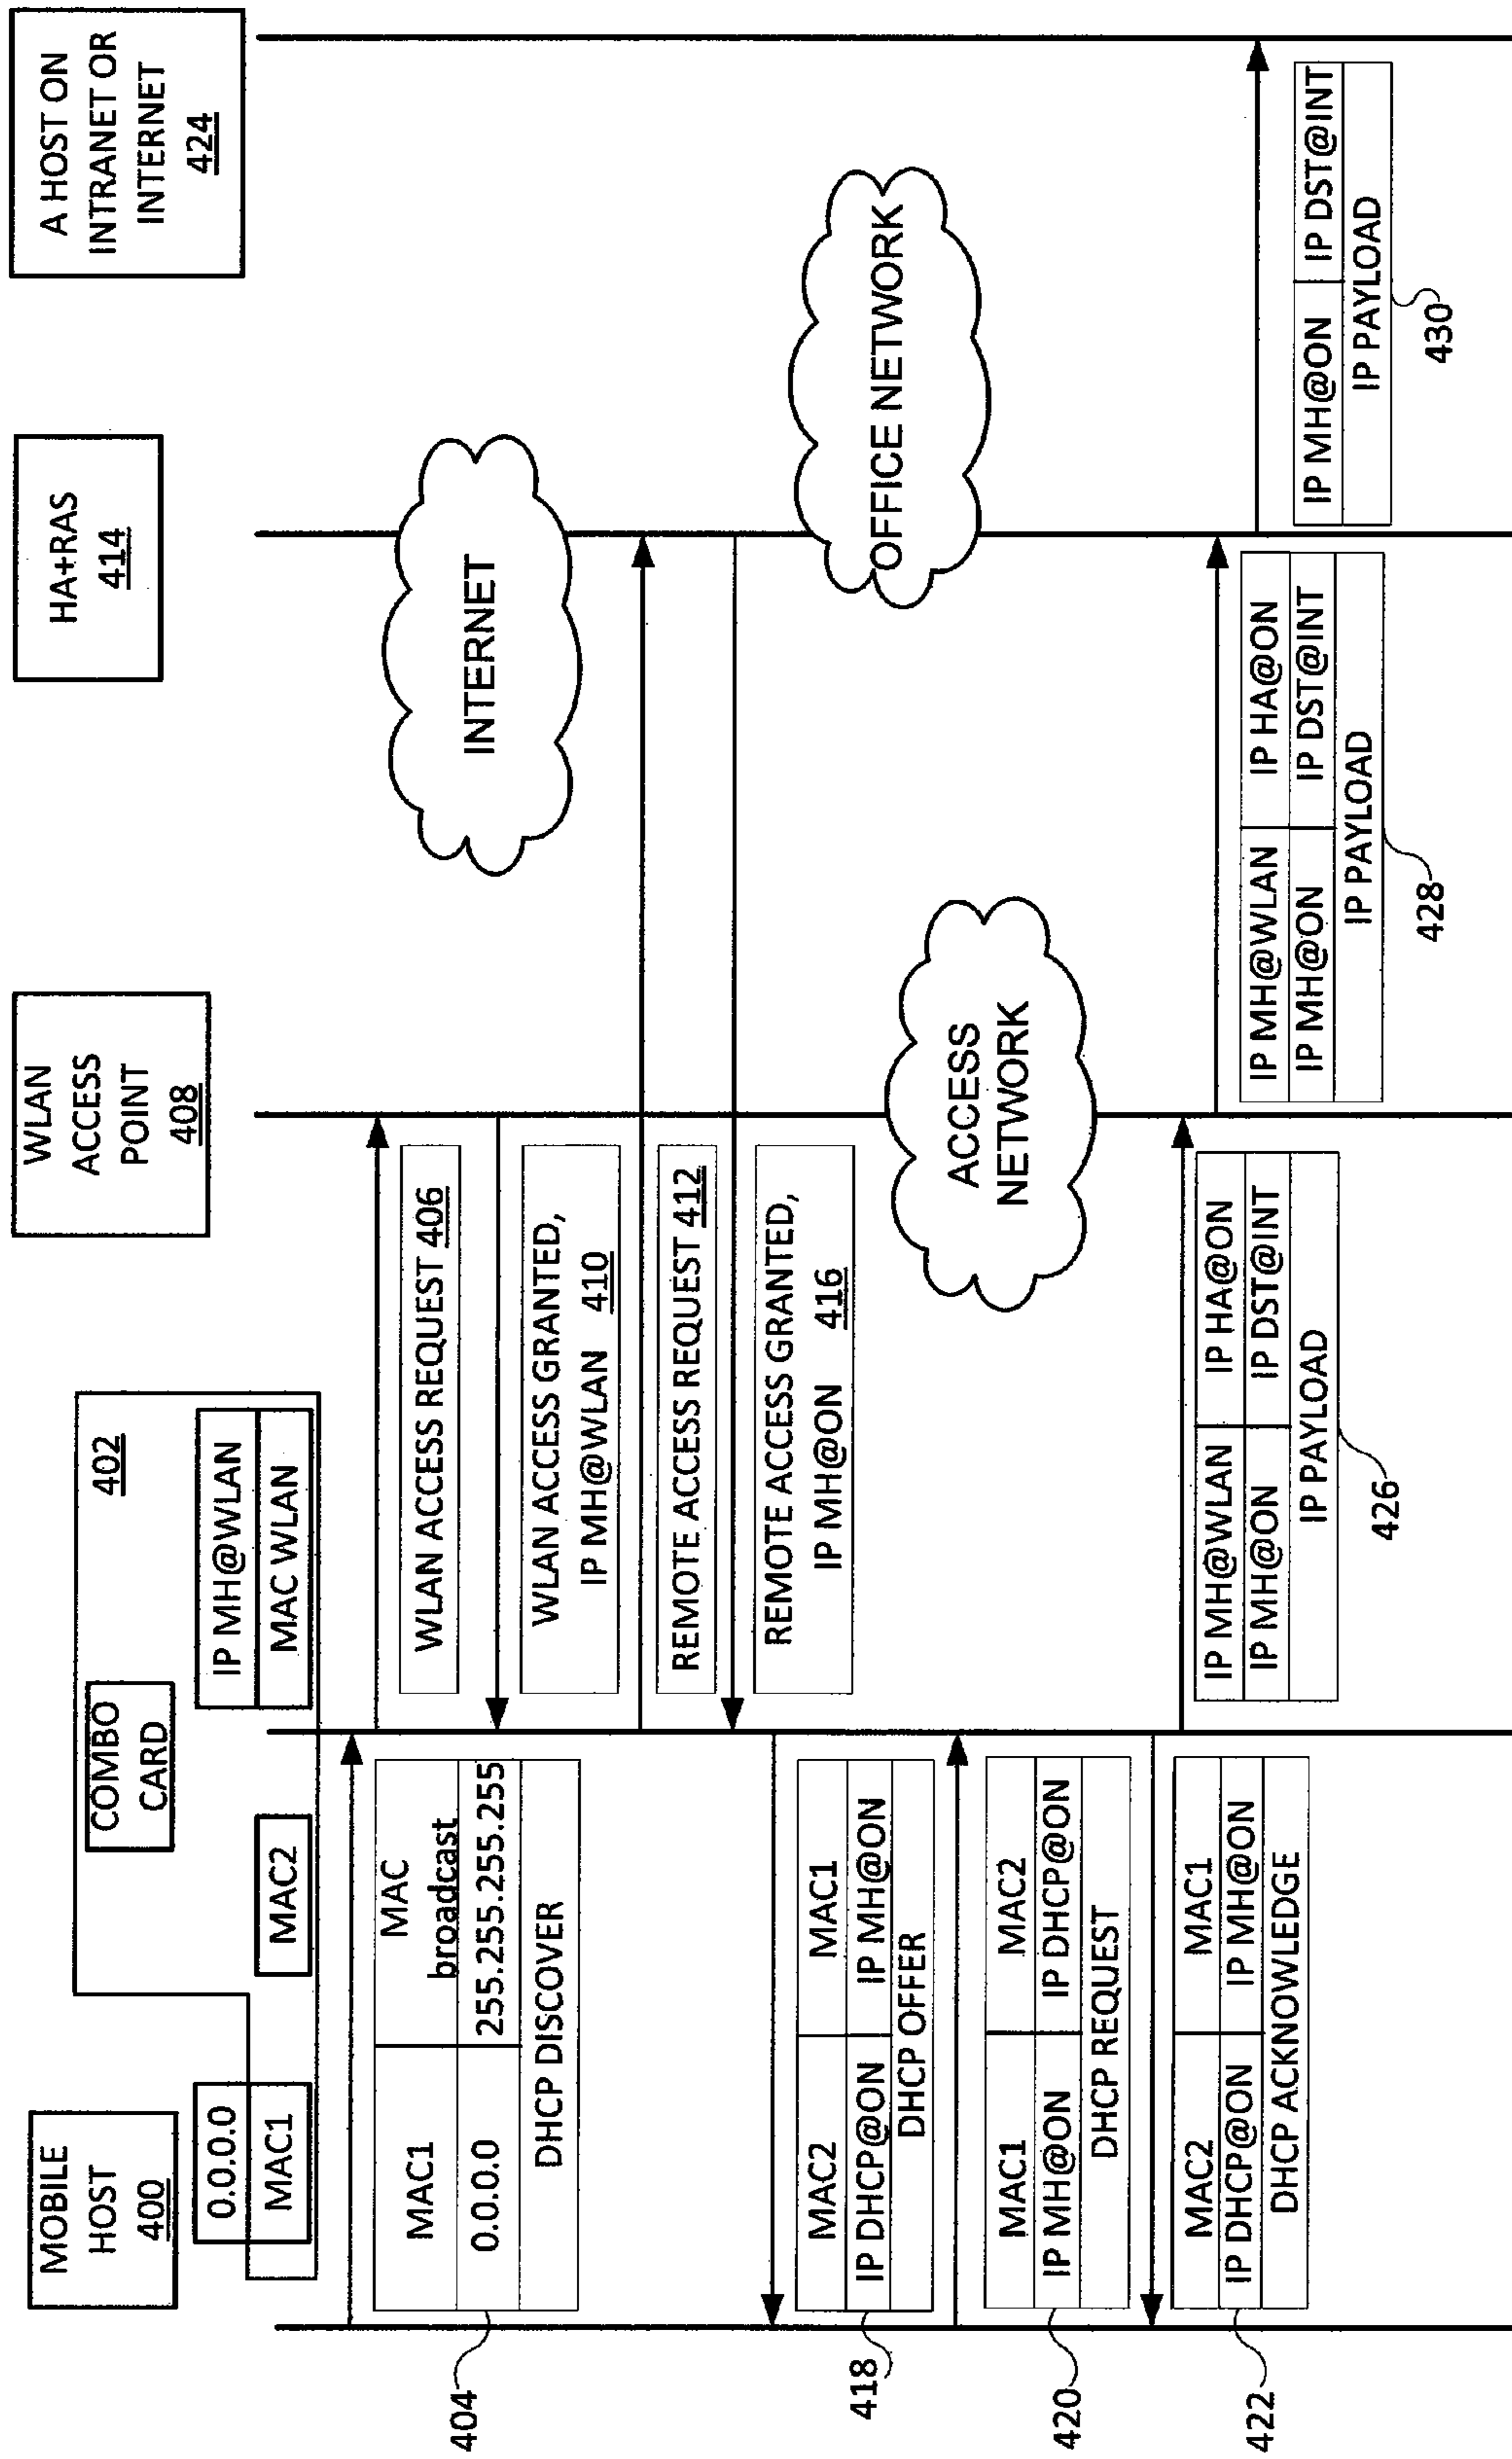 MOBILE
HOST
400
0.0.0.0
MAC1
COMBO
CARD
402
MAC2
IP MH@WLAN
MAC WLAN
WLAN
ACCESS
POINT
408
HA+RAS
414
A HOST ON
INTRANET OR
INTERNET
424
MAC1 MAC
broadcast
0.0.0.0 255.255.255.255
DHCP DISCOVER
404
WLAN ACCESS REQUEST 406
WLAN ACCESS GRANTED,
IP MH@WLAN 410
REMOTE ACCESS REQUEST 412
REMOTE ACCESS GRANTED,
IP MH@ON 416
INTERNET
ACCESS
NETWORK
OFFICE NETWORK
MAC2 MAC1
IP DHCP@ON IP MH@ON
DHCP OFFER
418
MAC1 MAC2
IP MH@ON IP DHCP@ON
DHCP REQUEST
420
MAC2 MAC1
IP DHCP@ON IP MH@ON
DHCP ACKNOWLEDGE
422
IP MH@WLAN IP HA@ON
IP MH@ON IP DST@INT
IP PAYLOAD
426
IP MH@WLAN IP HA@ON
IP MH@ON IP DST@INT
IP PAYLOAD
428
IP MH@ON IP DST@INT
IP PAYLOAD
430